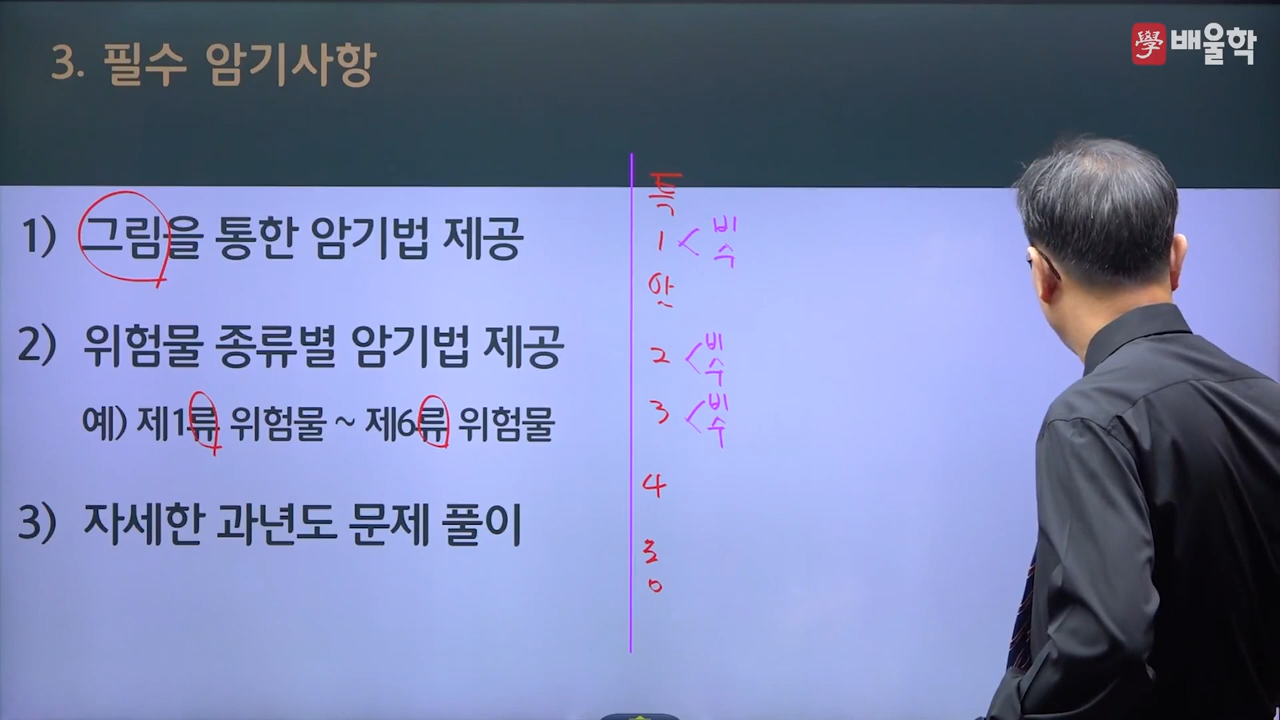 3. 필수 암기사항
學 배울학
1) 그림을 통한 암기법 제공
2) 위험물 종류별 암기법 제공
예) 제1류 위험물 ~ 제6류 위험물
3) 자세한 과년도 문제 풀이
특
1 < 비
수
알
2 < 비
수
3 < 비
수
4